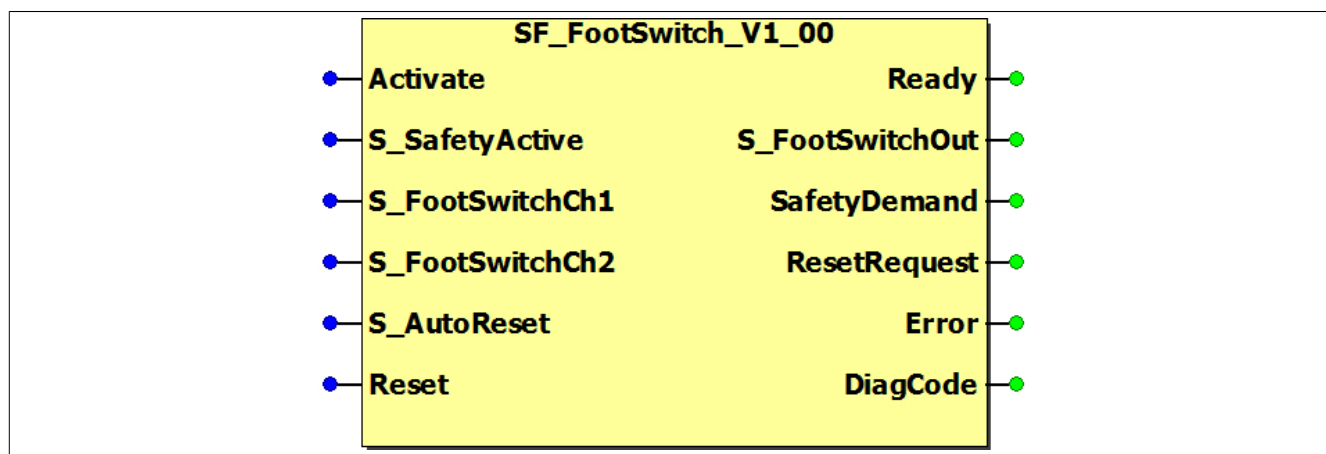 SF_FootSwitch_V1_00
Activate Ready
S_SafetyActive S_FootSwitchOut
S_FootSwitchCh1 SafetyDemand
S_FootSwitchCh2 ResetRequest
S_AutoReset Error
Reset DiagCode